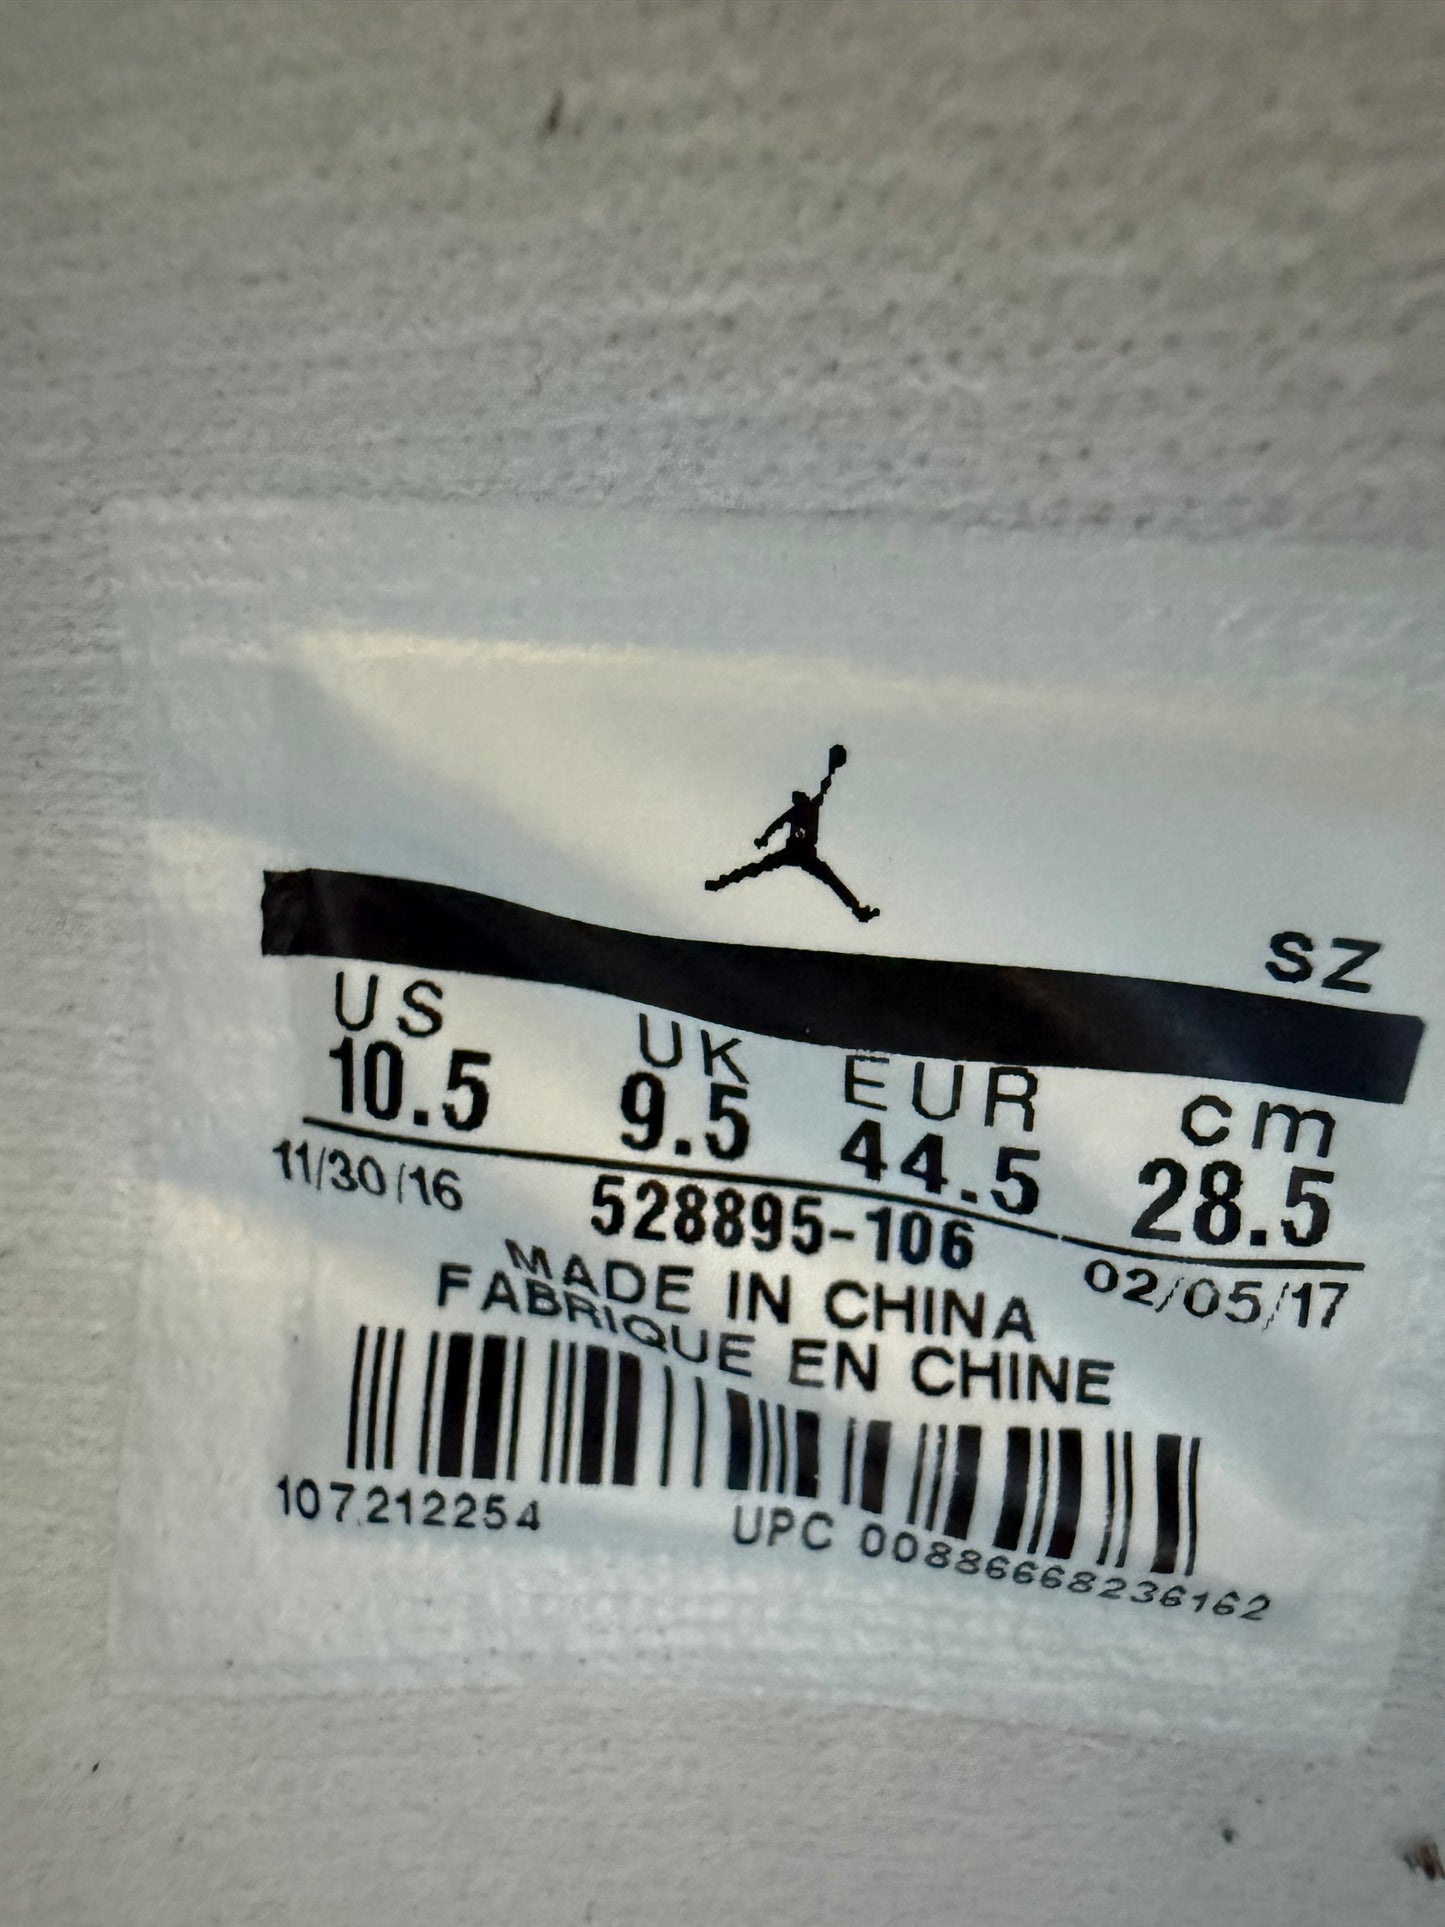 SZ
US UK EUR cm
10.5 9.5 44.5 28.5
11/30/16 528895-106 02/05/17
MADE IN CHINA
FABRIQUE EN CHINE
107212254 UPC 00886668236162